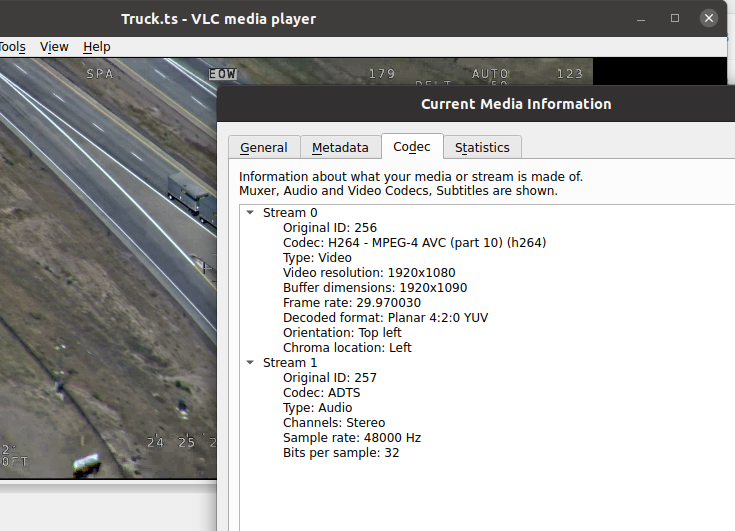 Truck.ts - VLC media player
Tools View Help
SPA EOW 179 AUTO 123
Current Media Information
General Metadata Codec Statistics
Information about what your media or stream is made of.
Muxer, Audio and Video Codecs, Subtitles are shown.
Stream 0
Original ID: 256
Codec: H264 - MPEG-4 AVC (part 10) (h264)
Type: Video
Video resolution: 1920x1080
Buffer dimensions: 1920x1090
Frame rate: 29.970030
Decoded format: Planar 4:2:0 YUV
Orientation: Top left
Chroma location: Left
Stream 1
Original ID: 257
Codec: ADTS
Type: Audio
Channels: Stereo
Sample rate: 48000 Hz
Bits per sample: 32
24 25 2
2°
0FT